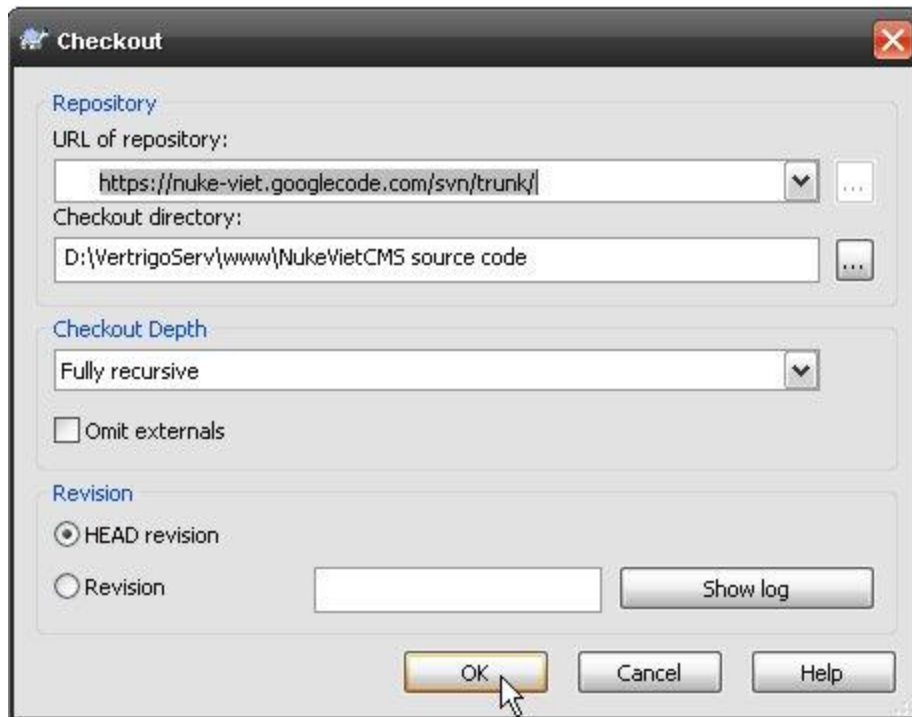 Checkout
Repository
URL of repository:
https://nuke-viet.googlecode.com/svn/trunk/
...
Checkout directory:
D:\VertrigoServ\www\NukeVietCMS source code
...
Checkout Depth
Fully recursive
Omit externals
Revision
HEAD revision
Revision
Show log
OK
Cancel
Help